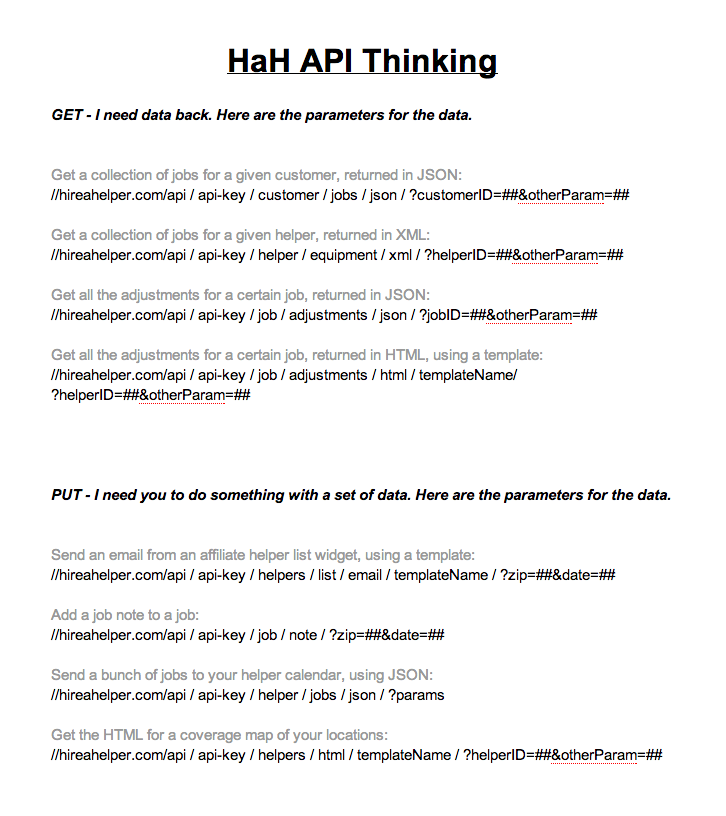 HaH API Thinking
GET - I need data back. Here are the parameters for the data.
Get a collection of jobs for a given customer, returned in JSON:
//hireahelper.com/api / api-key / customer / jobs / json / ?customerID=##&otherParam=##
Get a collection of jobs for a given helper, returned in XML:
//hireahelper.com/api / api-key / helper / equipment / xml / ?helperID=##&otherParam=##
Get all the adjustments for a certain job, returned in JSON:
//hireahelper.com/api / api-key / job / adjustments / json / ?jobID=##&otherParam=##
Get all the adjustments for a certain job, returned in HTML, using a template:
//hireahelper.com/api / api-key / job / adjustments / html / templateName/
?helperID=##&otherParam=##
PUT - I need you to do something with a set of data. Here are the parameters for the data.
Send an email from an affiliate helper list widget, using a template:
//hireahelper.com/api / api-key / helpers / list / email / templateName / ?zip=##&date=##
Add a job note to a job:
//hireahelper.com/api / api-key / job / note / ?zip=##&date=##
Send a bunch of jobs to your helper calendar, using JSON:
//hireahelper.com/api / api-key / helper / jobs / json / ?params
Get the HTML for a coverage map of your locations:
//hireahelper.com/api / api-key / helpers / html / templateName / ?helperID=##&otherParam=##